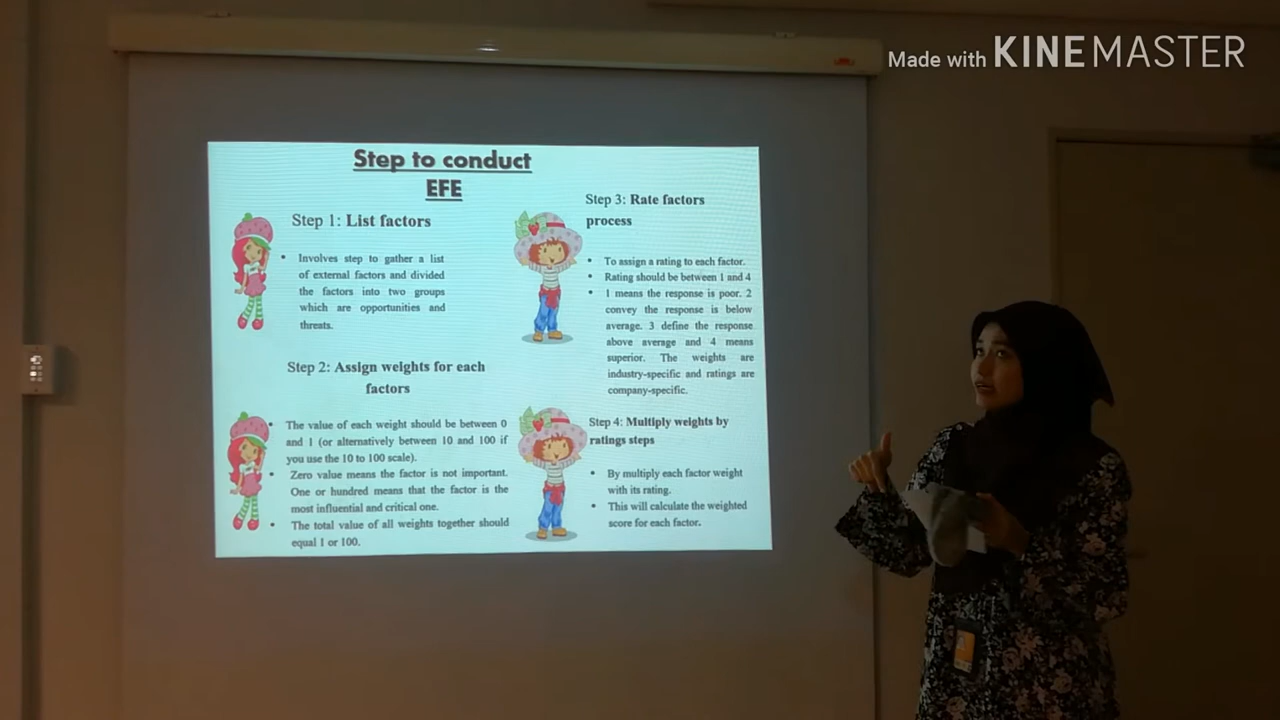 Made with KINEMASTER
Step to conduct
EFE
Step 1: List factors
• Involves step to gather a list
of external factors and divided
the factors into two groups
which are opportunities and
threats.
Step 2: Assign weights for each
factors
• The value of each weight should be between 0
and 1 (or alternatively between 10 and 100 if
you use the 10 to 100 scale).
• Zero value means the factor is not important.
One or hundred means that the factor is the
most influential and critical one.
• The total value of all weights together should
equal 1 or 100.
Step 3: Rate factors
process
• To assign a rating to each factor.
• Rating should be between 1 and 4
• 1 means the response is poor. 2
convey the response is below
average. 3 define the response
above average and 4 means
superior. The weights are
industry-specific and ratings are
company-specific.
Step 4: Multiply weights by
ratings steps
• By multiply each factor weight
with its rating.
• This will calculate the weighted
score for each factor.